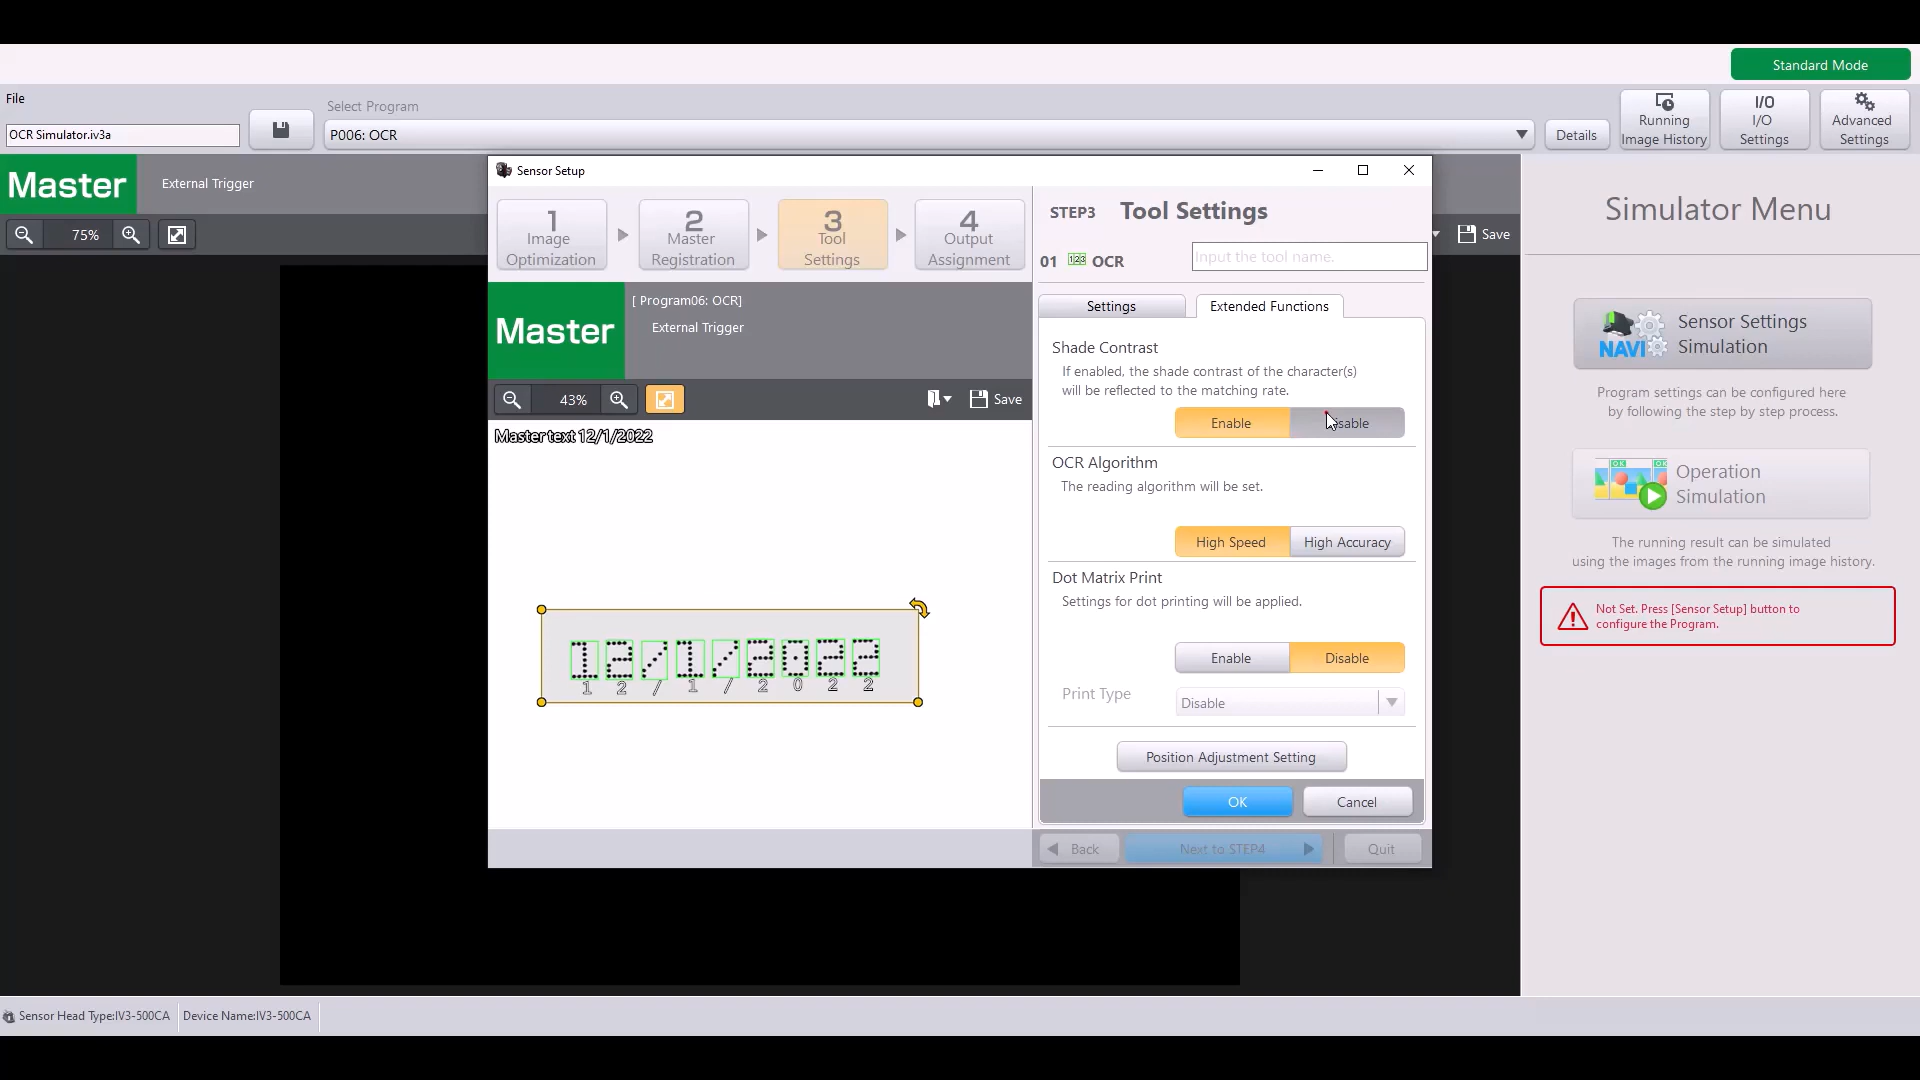 Standard Mode
File
OCR Simulator.iv3a
Select Program
P006: OCR
Details
Running
Image History
I/O
I/O
Settings
Advanced
Settings
Master
External Trigger
75%
Save
Sensor Setup
1
Image
Optimization
2
Master
Registration
3
Tool
Settings
4
Output
Assignment
STEP3 Tool Settings
01 123 OCR
Input the tool name.
Master
[ Program06: OCR]
External Trigger
43%
Save
Master text 12/1/2022
12/1/2022
1 2 / 1 / 2 0 2 2
Settings
Extended Functions
Shade Contrast
If enabled, the shade contrast of the character(s)
will be reflected to the matching rate.
Enable
OCR Algorithm
The reading algorithm will be set.
High Speed
High Accuracy
Dot Matrix Print
Settings for dot printing will be applied.
Enable
Disable
Print Type
Disable
Position Adjustment Setting
OK
Cancel
Back
Next to STEP4
Quit
Simulator Menu
NAVI
Sensor Settings
Simulation
Program settings can be configured here
by following the step by step process.
OK
OK
Operation
Simulation
The running result can be simulated
using the images from the running image history.
Not Set. Press [Sensor Setup] button to
configure the Program.
Sensor Head Type:IV3-500CA
Device Name:IV3-500CA